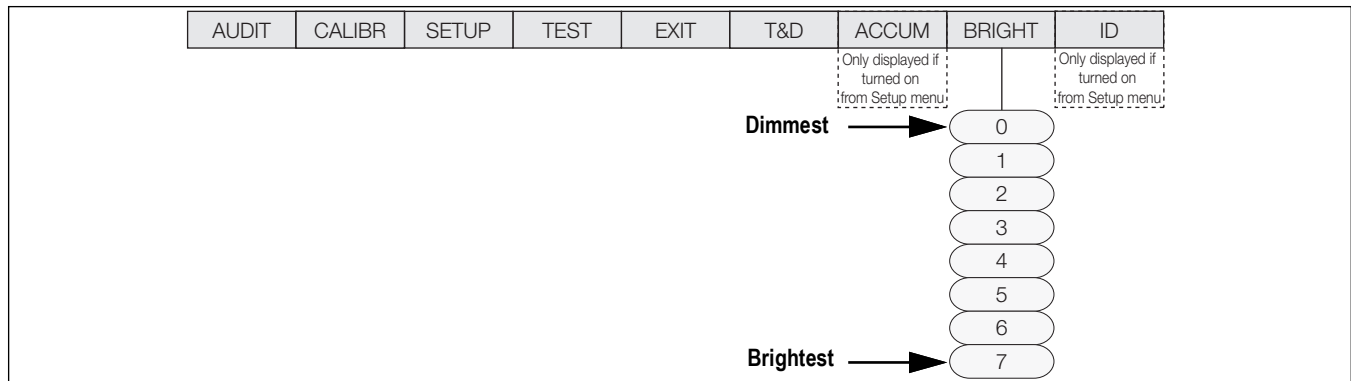 AUDIT CALIBR SETUP TEST EXIT T&D ACCUM BRIGHT ID
Only displayed if
turned on
from Setup menu
Only displayed if
turned on
from Setup menu
Dimmest 0
1
2
3
4
5
6
Brightest 7